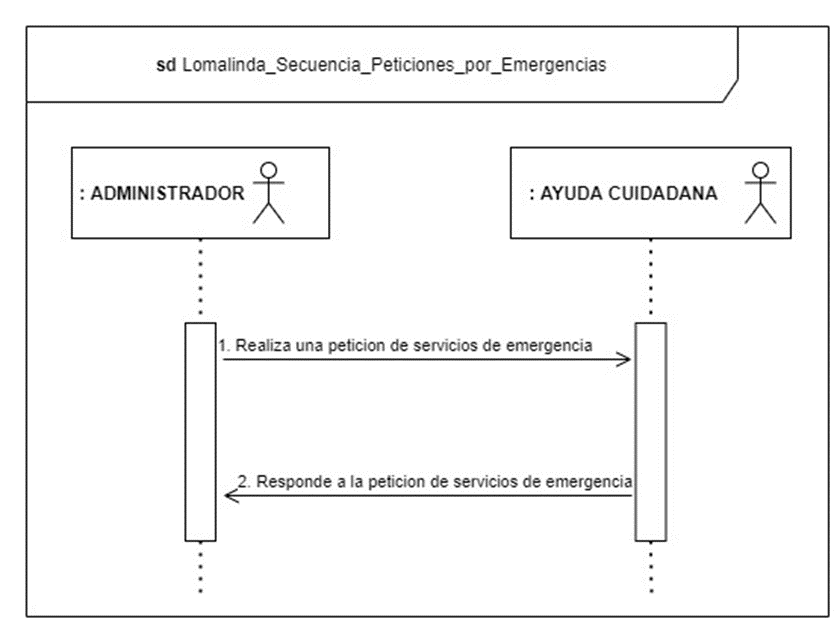 sd Lomalinda_Secuencia_Peticiones_por_Emergencias
: ADMINISTRADOR
: AYUDA CUIDADANA
1. Realiza una peticion de servicios de emergencia
2. Responde a la peticion de servicios de emergencia